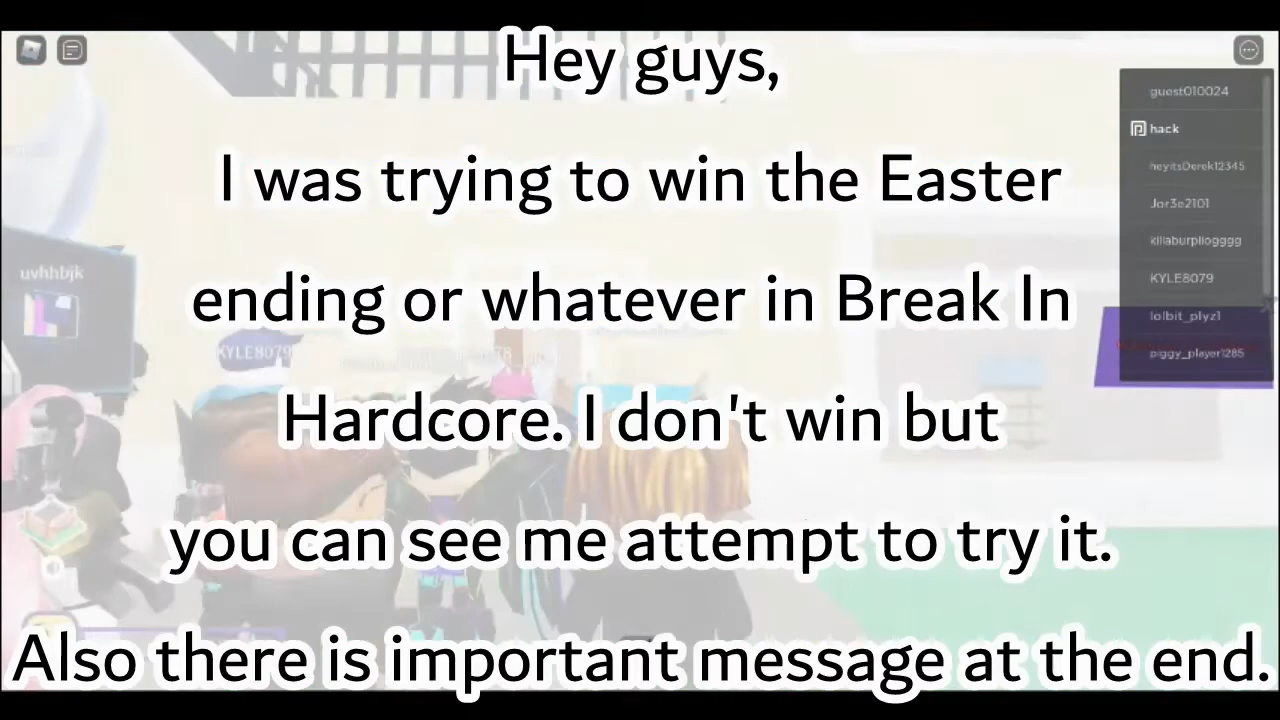 Hey guys,
I was trying to win the Easter
ending or whatever in Break In
Hardcore. I don't win but
you can see me attempt to try it.
Also there is important message at the end.
guest010024
hack
heyitsDerek12345
Jor3e2101
killaburpliogggg
KYLE8079
lolbit_plyz1
piggy_player1285
uvhhbjk
KYLE8079